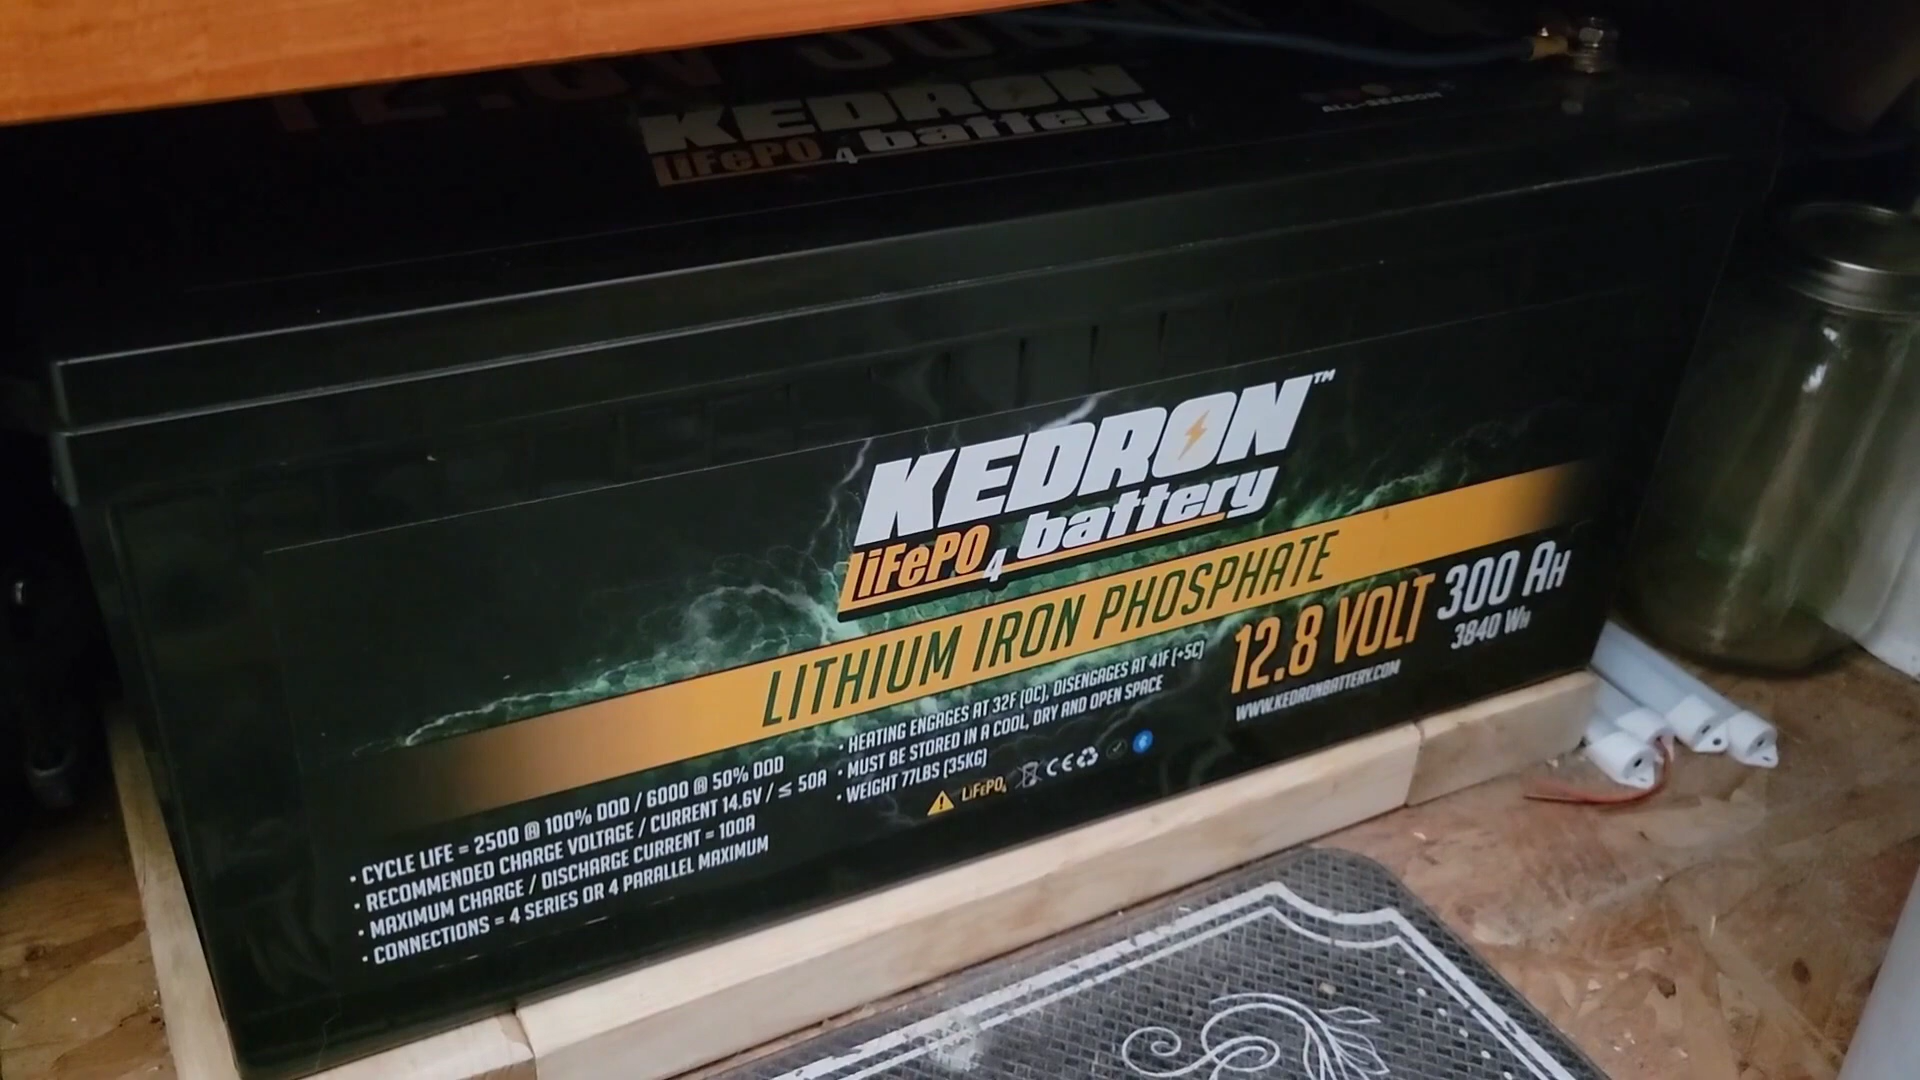 KEDRON
LiFePO4 battery
ALL-SEASON
KEDRON™
LiFePO4 battery
LITHIUM IRON PHOSPHATE
12.8 VOLT 300 AH
3840 WH
WWW.KEDRONBATTERY.COM
• CYCLE LIFE = 2500 @ 100% DOD / 6000 @ 50% DOD
• RECOMMENDED CHARGE VOLTAGE / CURRENT 14.6V / ≤ 50A
• MAXIMUM CHARGE / DISCHARGE CURRENT = 100A
• CONNECTIONS = 4 SERIES OR 4 PARALLEL MAXIMUM
• HEATING ENGAGES AT 32F (0C), DISENGAGES AT 41F (+5C)
• MUST BE STORED IN A COOL, DRY AND OPEN SPACE
• WEIGHT 77LBS (35KG)
LiFePO4 CE